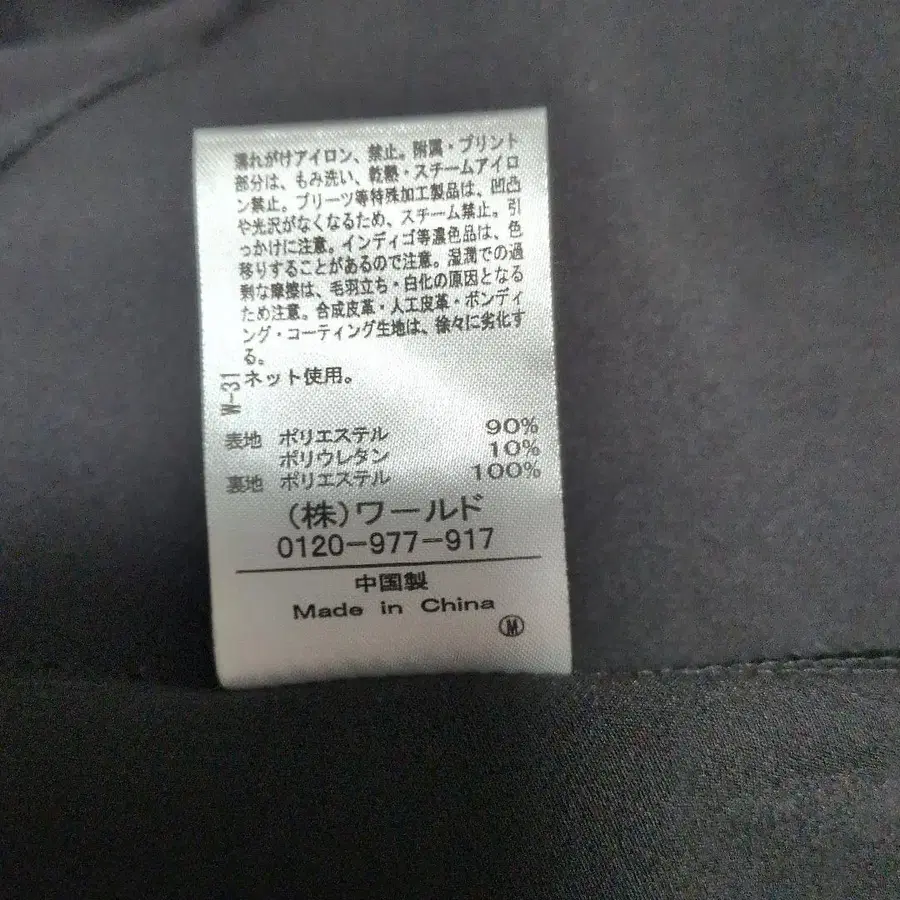 濡れがけアイロン、禁止。附属・プリント
部分は、もみ洗い、乾熱・スチームアイロ
ン禁止。プリーツ等特殊加工製品は、凹凸
や光沢がなくなるため、スチーム禁止。引
っかけに注意。インディゴ等濃色品は、色
移りすることがあるので注意。湿潤での過
剰な摩擦は、毛羽立ち・白化の原因となる
ため注意。合成皮革・人工皮革・ボンディ
ング・コーティング生地は、徐々に劣化す
る。
ネット使用。
W-31
表地 ポリエステル 90%
ポリウレタン 10%
裏地 ポリエステル 100%
(株)ワールド
0120-977-917
中国製
Made in China
Ⓜ